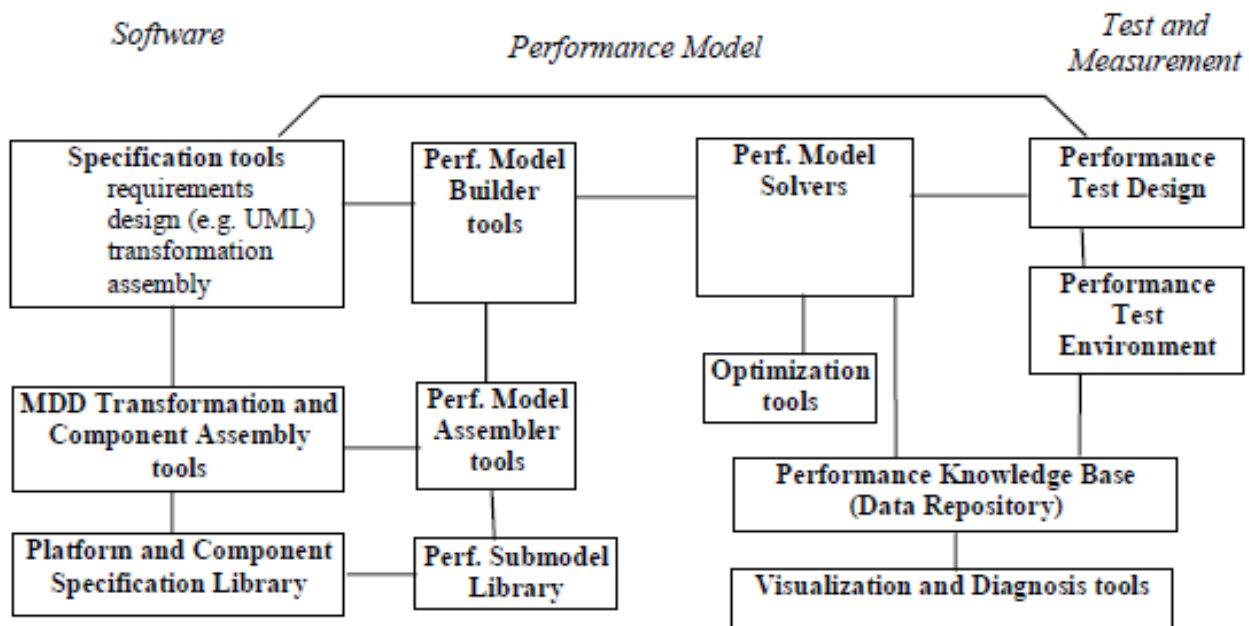 Software
Performance Model
Test and
Measurement
Specification tools
requirements
design (e.g. UML)
transformation
assembly
Perf. Model
Builder
tools
Perf. Model
Solvers
Performance
Test Design
Performance
Test
Environment
Optimization
tools
MDD Transformation and
Component Assembly
tools
Perf. Model
Assembler
tools
Performance Knowledge Base
(Data Repository)
Platform and Component
Specification Library
Perf. Submodel
Library
Visualization and Diagnosis tools